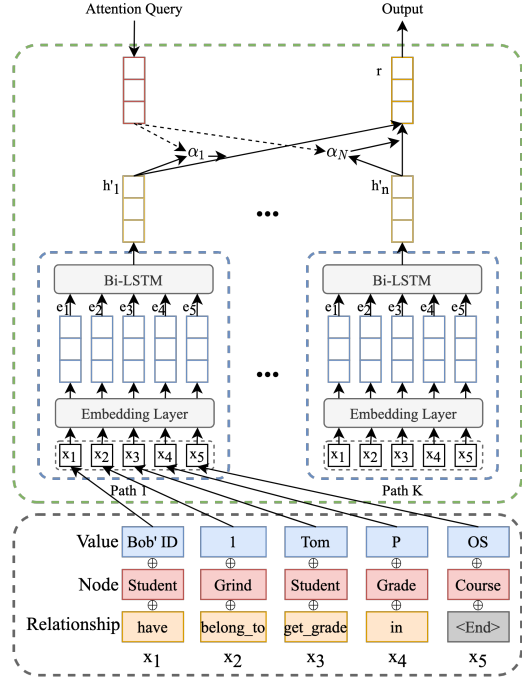 Attention Query Output
r
α1 αN
h'1 h'n
... ...
Bi-LSTM Bi-LSTM
e1 e2 e3 e4 e5 e1 e2 e3 e4 e5
... 
Embedding Layer Embedding Layer
x1 x2 x3 x4 x5 x1 x2 x3 x4 x5
Path 1 Path K
Value Bob' ID 1 Tom P OS
⊕ ⊕ ⊕ ⊕ ⊕
Node Student Grind Student Grade Course
⊕ ⊕ ⊕ ⊕ ⊕
Relationship have belong_to get_grade in <End>
x1 x2 x3 x4 x5